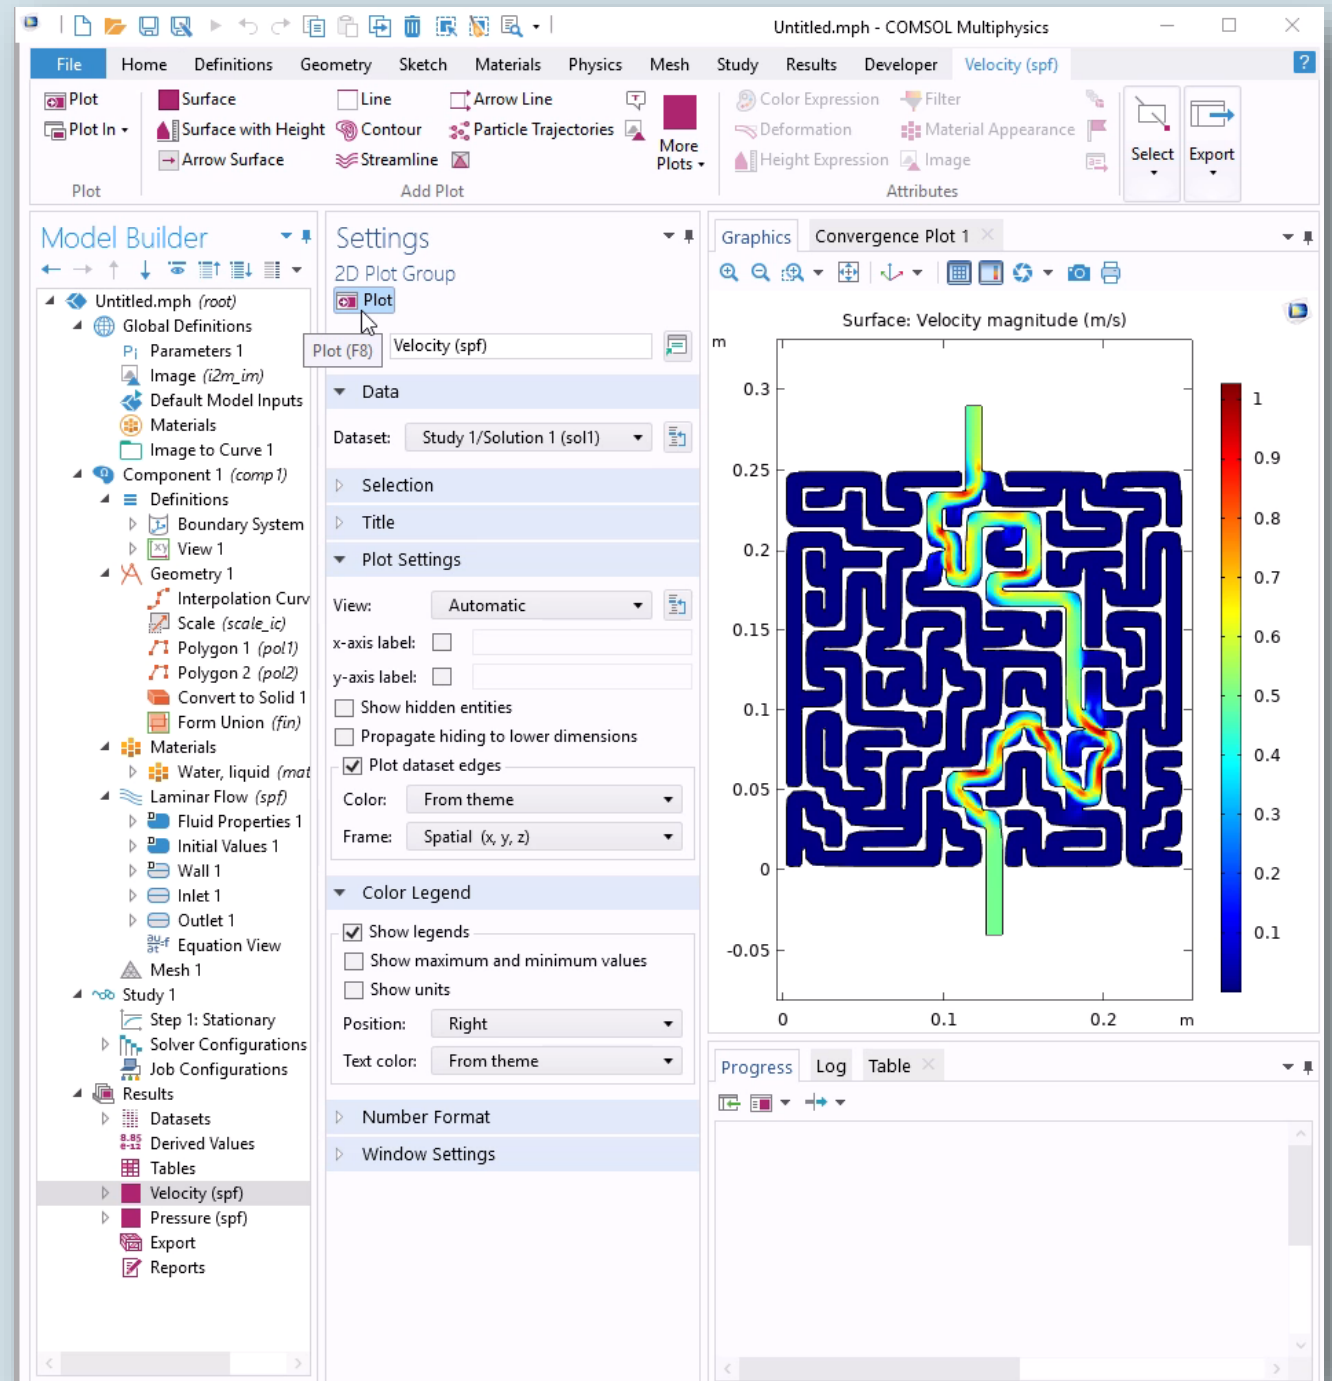 Untitled.mph - COMSOL Multiphysics
File Home Definitions Geometry Sketch Materials Physics Mesh Study Results Developer Velocity (spf) ?
Plot
Plot In
Plot
Surface
Surface with Height
Arrow Surface
Line
Contour
Streamline
Arrow Line
Particle Trajectories
More
Plots
Add Plot
Color Expression
Deformation
Height Expression
Filter
Material Appearance
Image
Attributes
Select
Export
Model Builder
Untitled.mph (root)
Global Definitions
Pi Parameters 1
Image (i2m_im)
Default Model Inputs
Materials
Image to Curve 1
Component 1 (comp1)
Definitions
Boundary System
View 1
Geometry 1
Interpolation Curv
Scale (scale_ic)
Polygon 1 (pol1)
Polygon 2 (pol2)
Convert to Solid 1
Form Union (fin)
Materials
Water, liquid (mat
Laminar Flow (spf)
Fluid Properties 1
Initial Values 1
Wall 1
Inlet 1
Outlet 1
Equation View
Mesh 1
Study 1
Step 1: Stationary
Solver Configurations
Job Configurations
Results
Datasets
8.85
e-12
Derived Values
Tables
Velocity (spf)
Pressure (spf)
Export
Reports
Settings
2D Plot Group
Plot
Plot (F8)
Velocity (spf)
Data
Dataset: Study 1/Solution 1 (sol1)
Selection
Title
Plot Settings
View: Automatic
x-axis label:
y-axis label:
Show hidden entities
Propagate hiding to lower dimensions
Plot dataset edges
Color: From theme
Frame: Spatial (x, y, z)
Color Legend
Show legends
Show maximum and minimum values
Show units
Position: Right
Text color: From theme
Number Format
Window Settings
Graphics Convergence Plot 1
Surface: Velocity magnitude (m/s)
m
0.3
0.25
0.2
0.15
0.1
0.05
0
-0.05
0 0.1 0.2 m
1
0.9
0.8
0.7
0.6
0.5
0.4
0.3
0.2
0.1
Progress Log Table